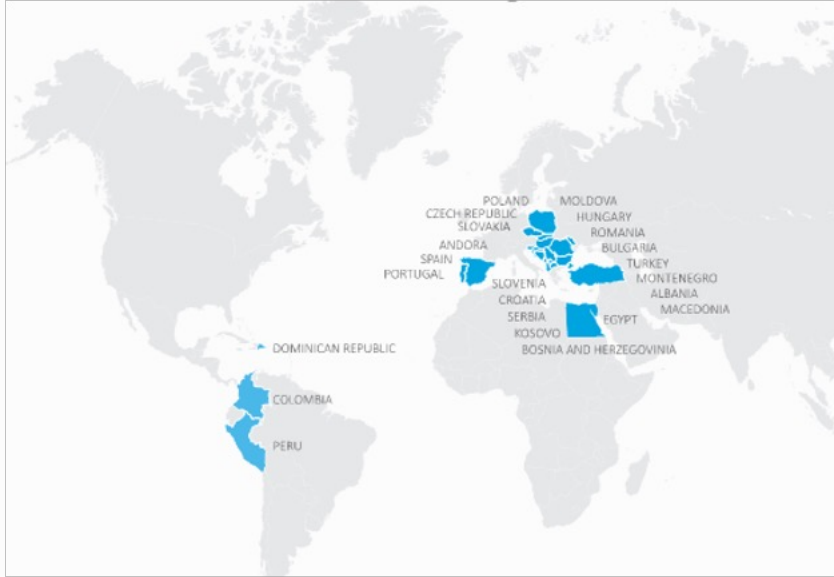 POLAND
MOLDOVA
CZECH REPUBLIC
HUNGARY
SLOVAKIA
ROMANIA
ANDORA
BULGARIA
SPAIN
TURKEY
PORTUGAL
MONTENEGRO
SLOVENIA
ALBANIA
CROATIA
MACEDONIA
SERBIA
EGYPT
KOSOVO
BOSNIA AND HERZEGOVINIA
DOMINICAN REPUBLIC
COLOMBIA
PERU